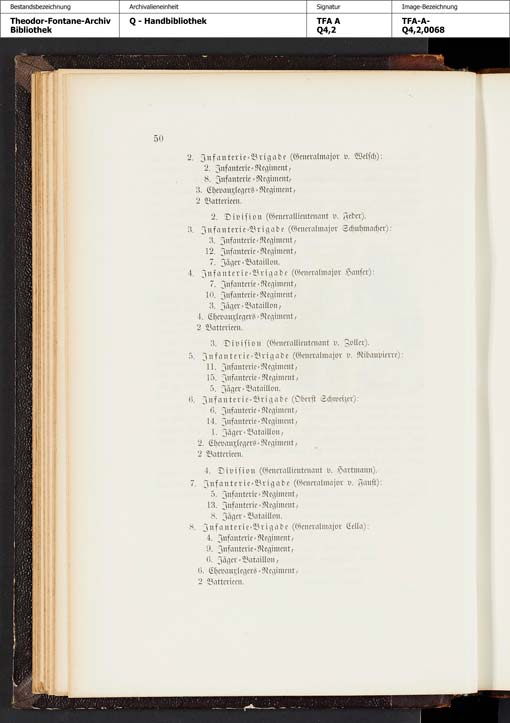 Bestandsbezeichnung Archivalieneinheit Signatur Image-Bezeichnung
Theodor-Fontane-Archiv Q - Handbibliothek TFA A TFA-A-
Bibliothek Q4,2 Q4,2,0068
50
2. Infanterie-Brigade (Generalmajor v. Welsch):
2. Infanterie-Regiment,
8. Infanterie-Regiment,
3. Chevauxlegers-Regiment,
2 Batterieen.
2. Division (Generallieutenant v. Feder).
3. Infanterie-Brigade (Generalmajor Schuhmacher):
3. Infanterie-Regiment,
12. Infanterie-Regiment,
7. Jäger-Bataillon.
4. Infanterie-Brigade (Generalmajor Hanser):
7. Infanterie-Regiment,
10. Infanterie-Regiment,
3. Jäger-Bataillon,
4. Chevauxlegers-Regiment,
2 Batterieen.
3. Division (Generallieutenant v. Zoller).
5. Infanterie-Brigade (Generalmajor v. Ribaupierre):
11. Infanterie-Regiment,
15. Infanterie-Regiment,
5. Jäger-Bataillon.
6. Infanterie-Brigade (Oberst Schweizer):
6. Infanterie-Regiment,
14. Infanterie-Regiment,
1. Jäger-Bataillon,
2. Chevauxlegers-Regiment,
2 Batterieen.
4. Division (Generallieutenant v. Hartmann).
7. Infanterie-Brigade (Generalmajor v. Faust):
5. Infanterie-Regiment,
13. Infanterie-Regiment,
8. Jäger-Bataillon.
8. Infanterie-Brigade (Generalmajor Cella):
4. Infanterie-Regiment,
9. Infanterie-Regiment,
6. Jäger-Bataillon,
6. Chevauxlegers-Regiment,
2 Batterieen.